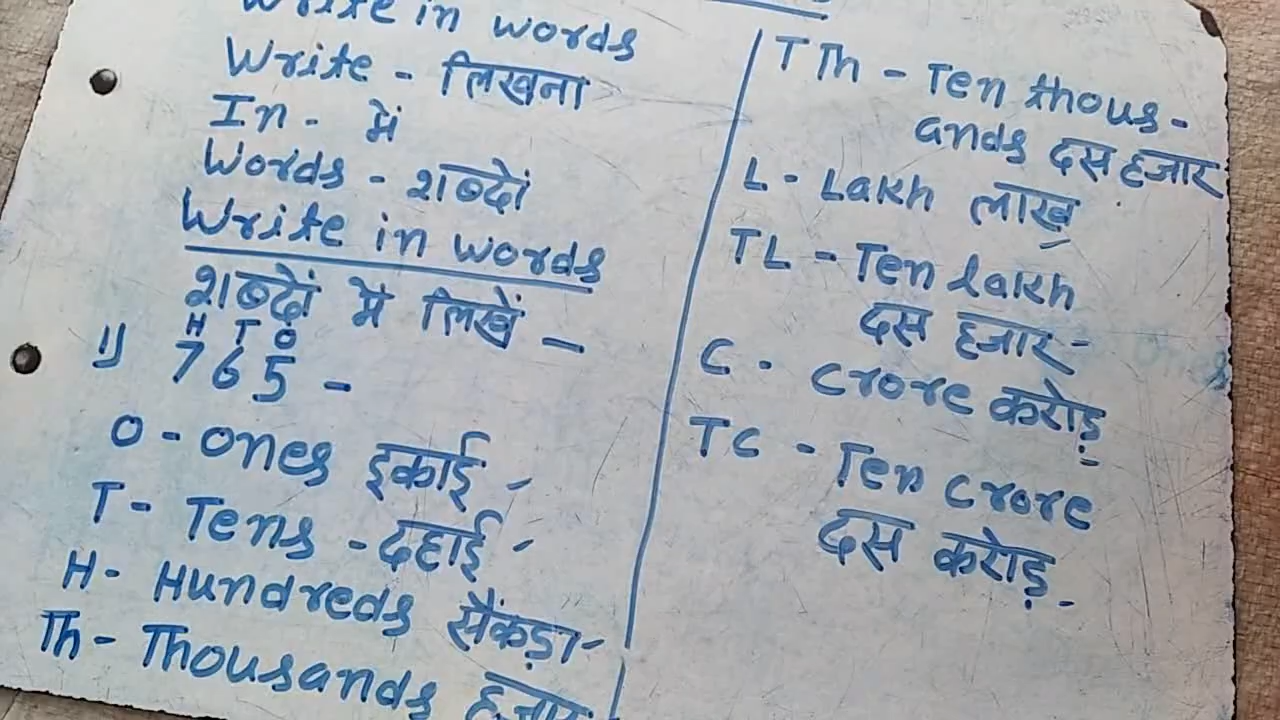 Write in words
Write - लिखना
In - में
Words - शब्दों
Write in words
शब्दों में लिखें -
H T O
1) 765 -
O - ones इकाई -
T - Tens - दहाई -
H - Hundreds सैंकड़ा -
Th - Thousands हजार
T Th - Ten thous -
ands दस हजार
L - Lakh लाख
TL - Ten lakh
दस हजार -
C - crore करोड़ -
TC - Ten crore
दस करोड़ -